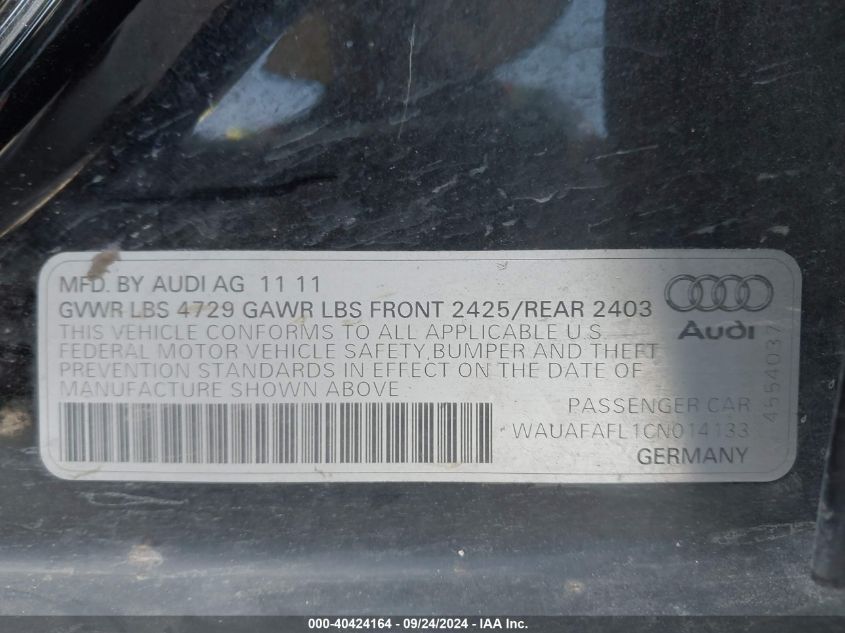 MFD. BY AUDI AG 11 11
GVWR LBS 4729 GAWR LBS FRONT 2425/REAR 2403
THIS VEHICLE CONFORMS TO ALL APPLICABLE U.S.
FEDERAL MOTOR VEHICLE SAFETY, BUMPER AND THEFT
PREVENTION STANDARDS IN EFFECT ON THE DATE OF
MANUFACTURE SHOWN ABOVE
Audi
4554037
PASSENGER CAR
WAUAFAFL1CN014133
GERMANY
000-40424164 - 09/24/2024 - IAA Inc.